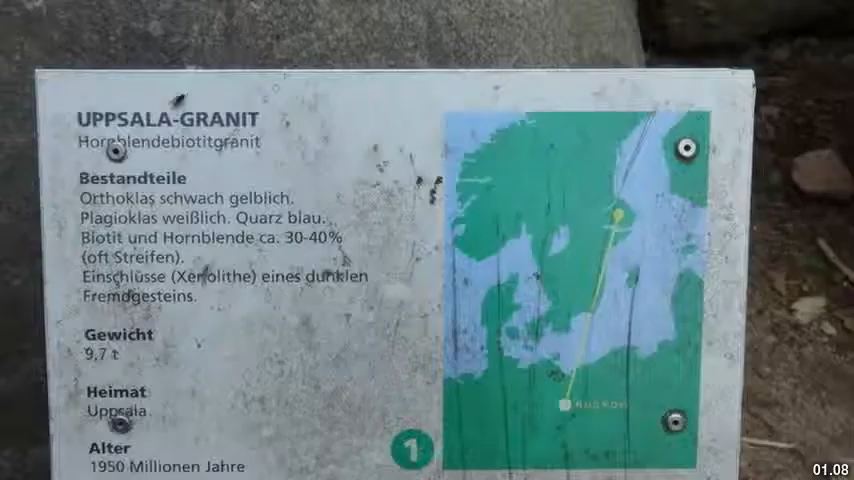 UPPSALA-GRANIT
Hornblendebiotitgranit
Bestandteile
Orthoklas schwach gelblich.
Plagioklas weißlich. Quarz blau.
Biotit und Hornblende ca. 30-40%
(oft Streifen).
Einschlüsse (Xenolithe) eines dunklen
Fremdgesteins.
Gewicht
9,7 t
Heimat
Uppsala
Alter
1950 Millionen Jahre
1
01.08